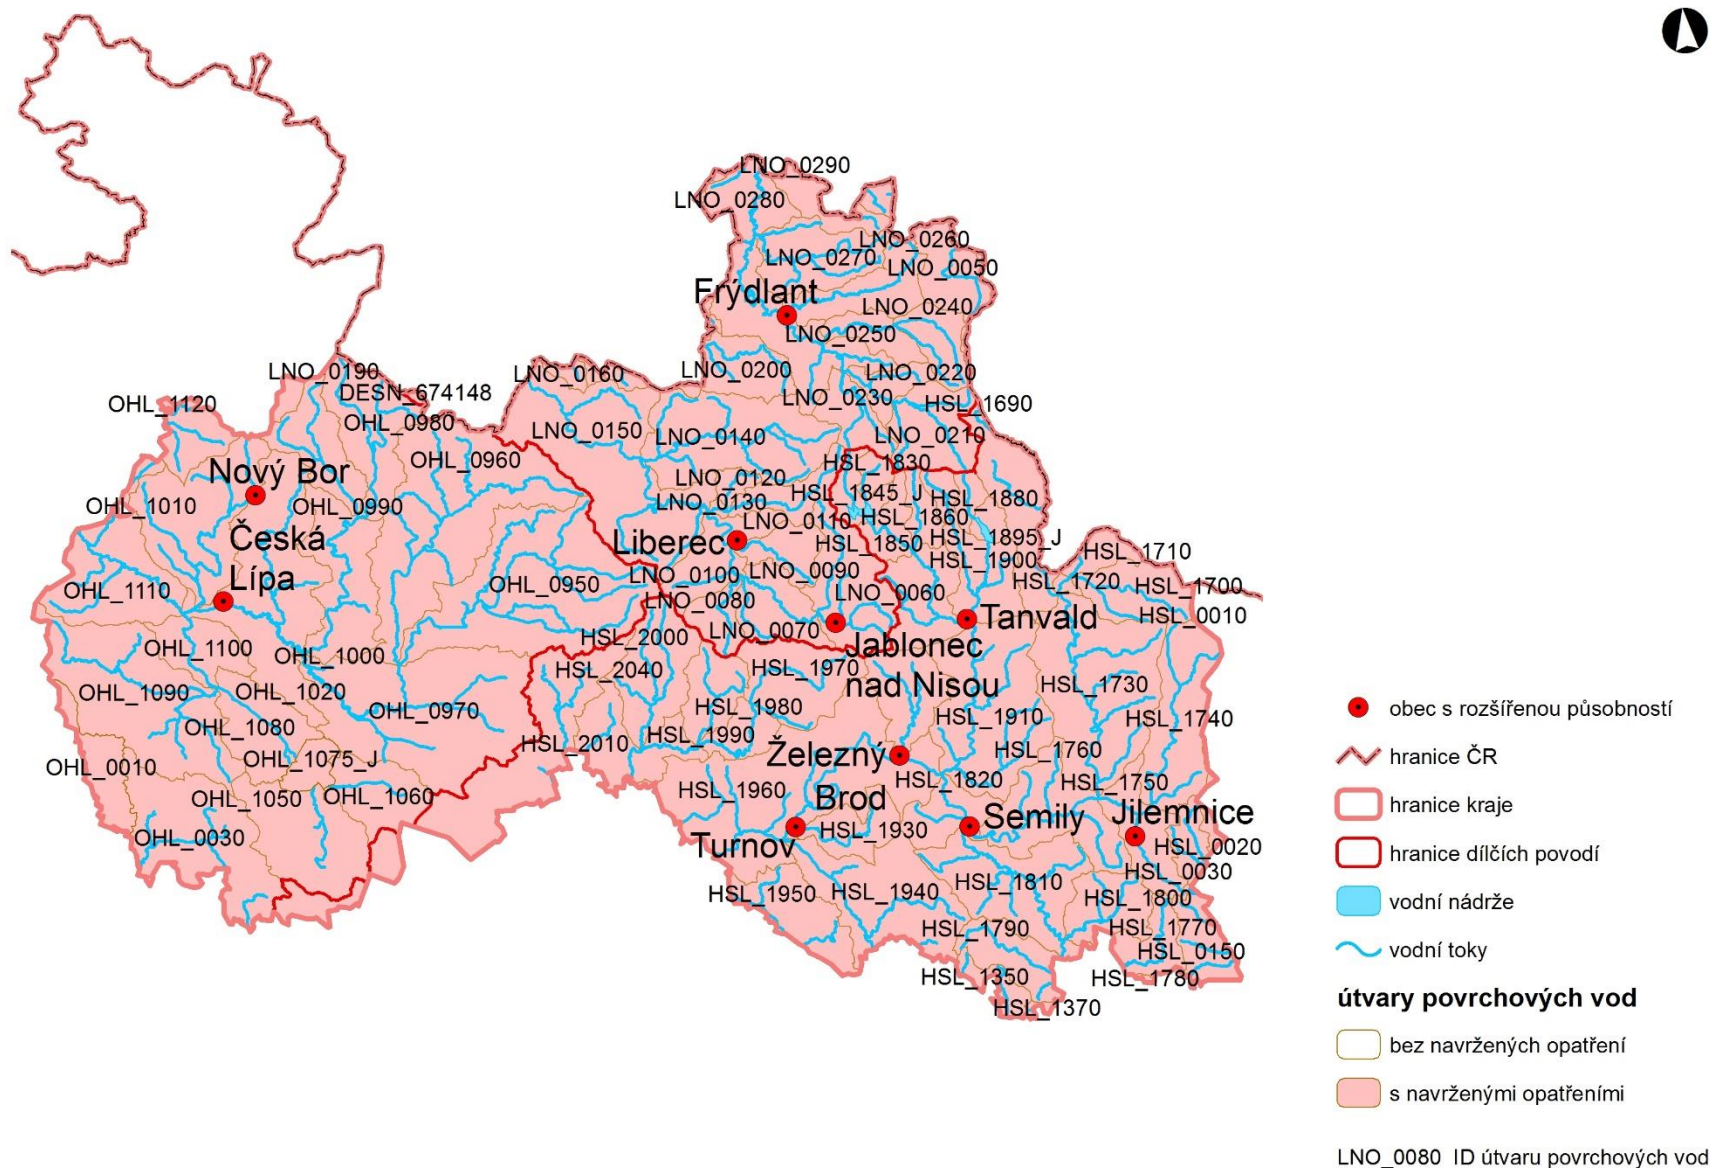 LNO_0290
LNO_0280
LNO_0260
LNO_0270
LNO_0050
Frýdlant
LNO_0240
LNO_0250
LNO_0190
LNO_0160
LNO_0200
LNO_0220
DESN_674148
OHL_1120
LNO_0230
HSL_1690
OHL_0980
LNO_0150
LNO_0140
LNO_0210
OHL_0960
HSL_1830
Nový Bor
LNO_0120
OHL_1010
OHL_0990
LNO_0130
HSL_1845_J
HSL_1880
LNO_0110
HSL_1860
Česká
Lípa
Liberec
HSL_1850
HSL_1895_J
HSL_1710
HSL_1900
OHL_1110
OHL_0950
LNO_0100
LNO_0090
HSL_1720
HSL_1700
LNO_0080
LNO_0060
Tanvald
HSL_0010
LNO_0070
HSL_2000
OHL_1100
OHL_1000
Jablonec
nad Nisou
HSL_2040
HSL_1970
OHL_1090
OHL_1020
HSL_1730
OHL_0970
HSL_1980
HSL_1910
HSL_1740
OHL_1080
HSL_1990
HSL_2010
HSL_1760
OHL_0010
OHL_1075_J
Železný
Brod
HSL_1820
HSL_1750
OHL_1050
OHL_1060
HSL_1960
Semily
Jilemnice
OHL_0030
Turnov
HSL_1930
HSL_0020
HSL_0030
HSL_1950
HSL_1940
HSL_1810
HSL_1800
HSL_1790
HSL_1770
HSL_0150
HSL_1350
HSL_1780
HSL_1370
obec s rozšířenou působností
hranice ČR
hranice kraje
hranice dílčích povodí
vodní nádrže
vodní toky
útvary povrchových vod
bez navržených opatření
s navrženými opatřeními
LNO_0080 ID útvaru povrchových vod